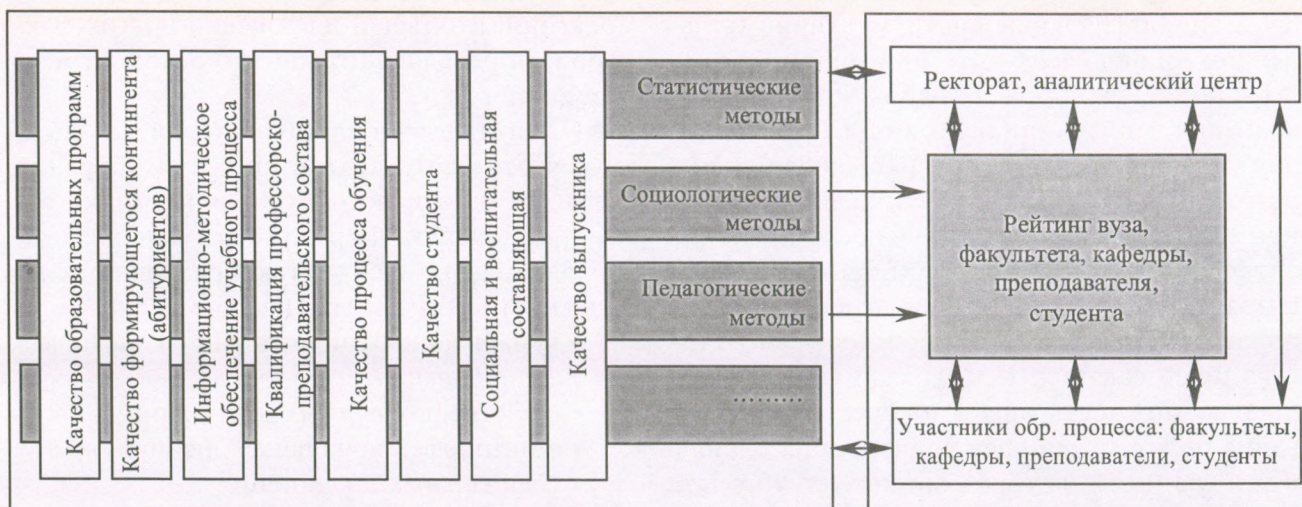 Качество образовательных программ
Качество формирующегося контингента
(абитуриентов)
Информационно-методическое
обеспечение учебного процесса
Квалификация профессорско-
преподавательского состава
Качество процесса обучения
Качество студента
Социальная и воспитательная
составляющая
Качество выпускника
Статистические
методы
Социологические
методы
Педагогические
методы
.........
Ректорат, аналитический центр
Рейтинг вуза,
факультета, кафедры,
преподавателя,
студента
Участники обр. процесса: факультеты,
кафедры, преподаватели, студенты